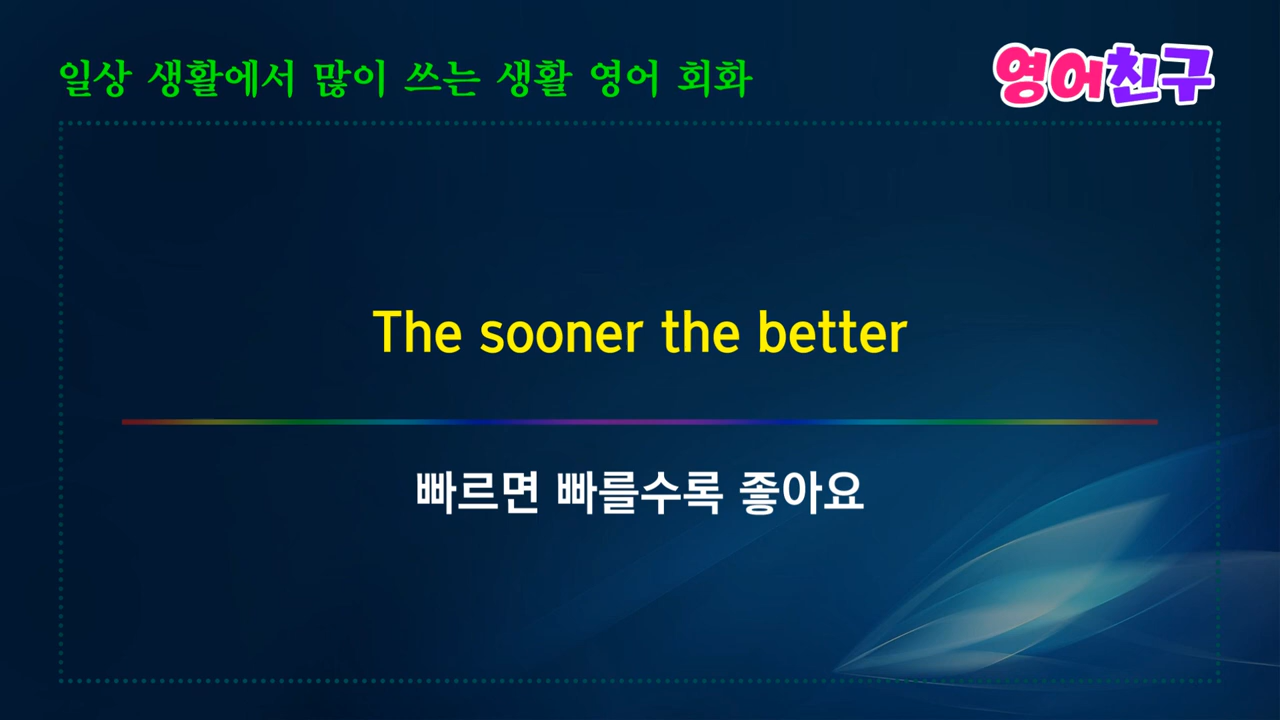 일상 생활에서 많이 쓰는 생활 영어 회화
영어친구
The sooner the better
빠르면 빠를수록 좋아요